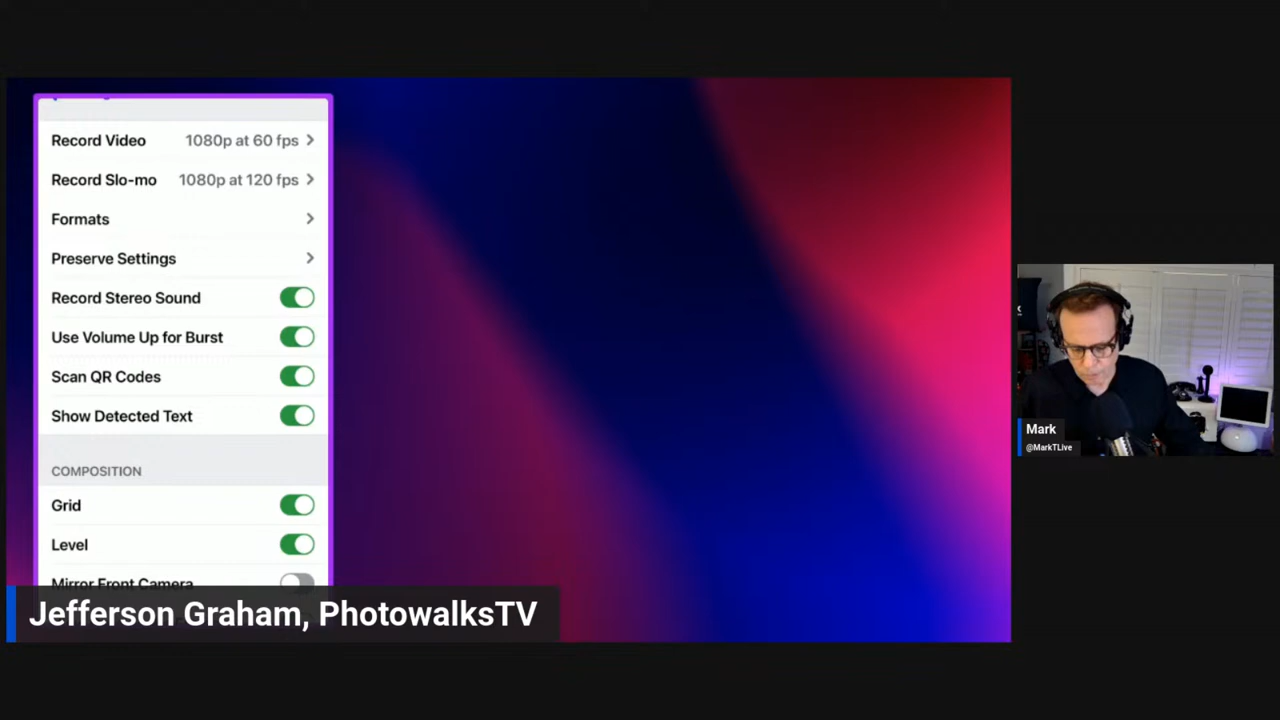 Record Video 1080p at 60 fps
Record Slo-mo 1080p at 120 fps
Formats
Preserve Settings
Record Stereo Sound
Use Volume Up for Burst
Scan QR Codes
Show Detected Text
COMPOSITION
Grid
Level
Mirror Front Camera
Jefferson Graham, PhotowalksTV
Mark
@MarkTLive